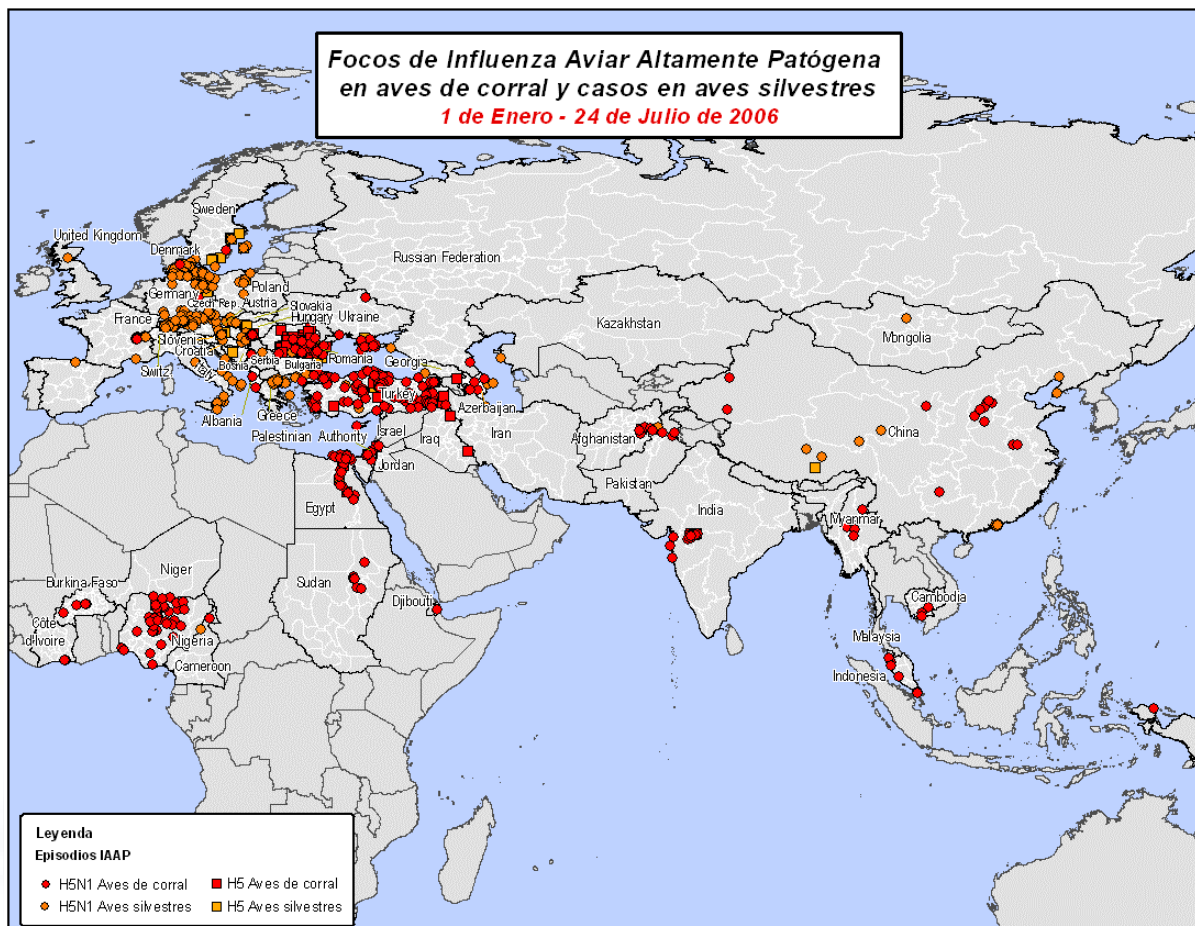 Focos de Influenza Aviar Altamente Patógena
en aves de corral y casos en aves silvestres
1 de Enero - 24 de Julio de 2006
Sweden
United Kingdom
Denmark
Russian Federation
Poland
Germany
Czech Rep.
Austria
Slovakia
Hungary
Ukraine
France
Kazakhstan
Mongolia
Slovenia
Croatia
Bosnia
Serbia
Romania
Georgia
Bulgaria
Switz
Italy
Turkey
Azerbaijan
Albania
Greece
Palestinian Authority
Israel
Iraq
Iran
Afghanistan
China
Jordan
Pakistan
Egypt
India
Myanmar
Niger
Burkina Faso
Sudan
Djibouti
Cambodia
Côte
d'Ivoire
Nigeria
Cameroon
Malaysia
Indonesia
Leyenda
Episodios IAAP
H5N1 Aves de corral
H5 Aves de corral
H5N1 Aves silvestres
H5 Aves silvestres